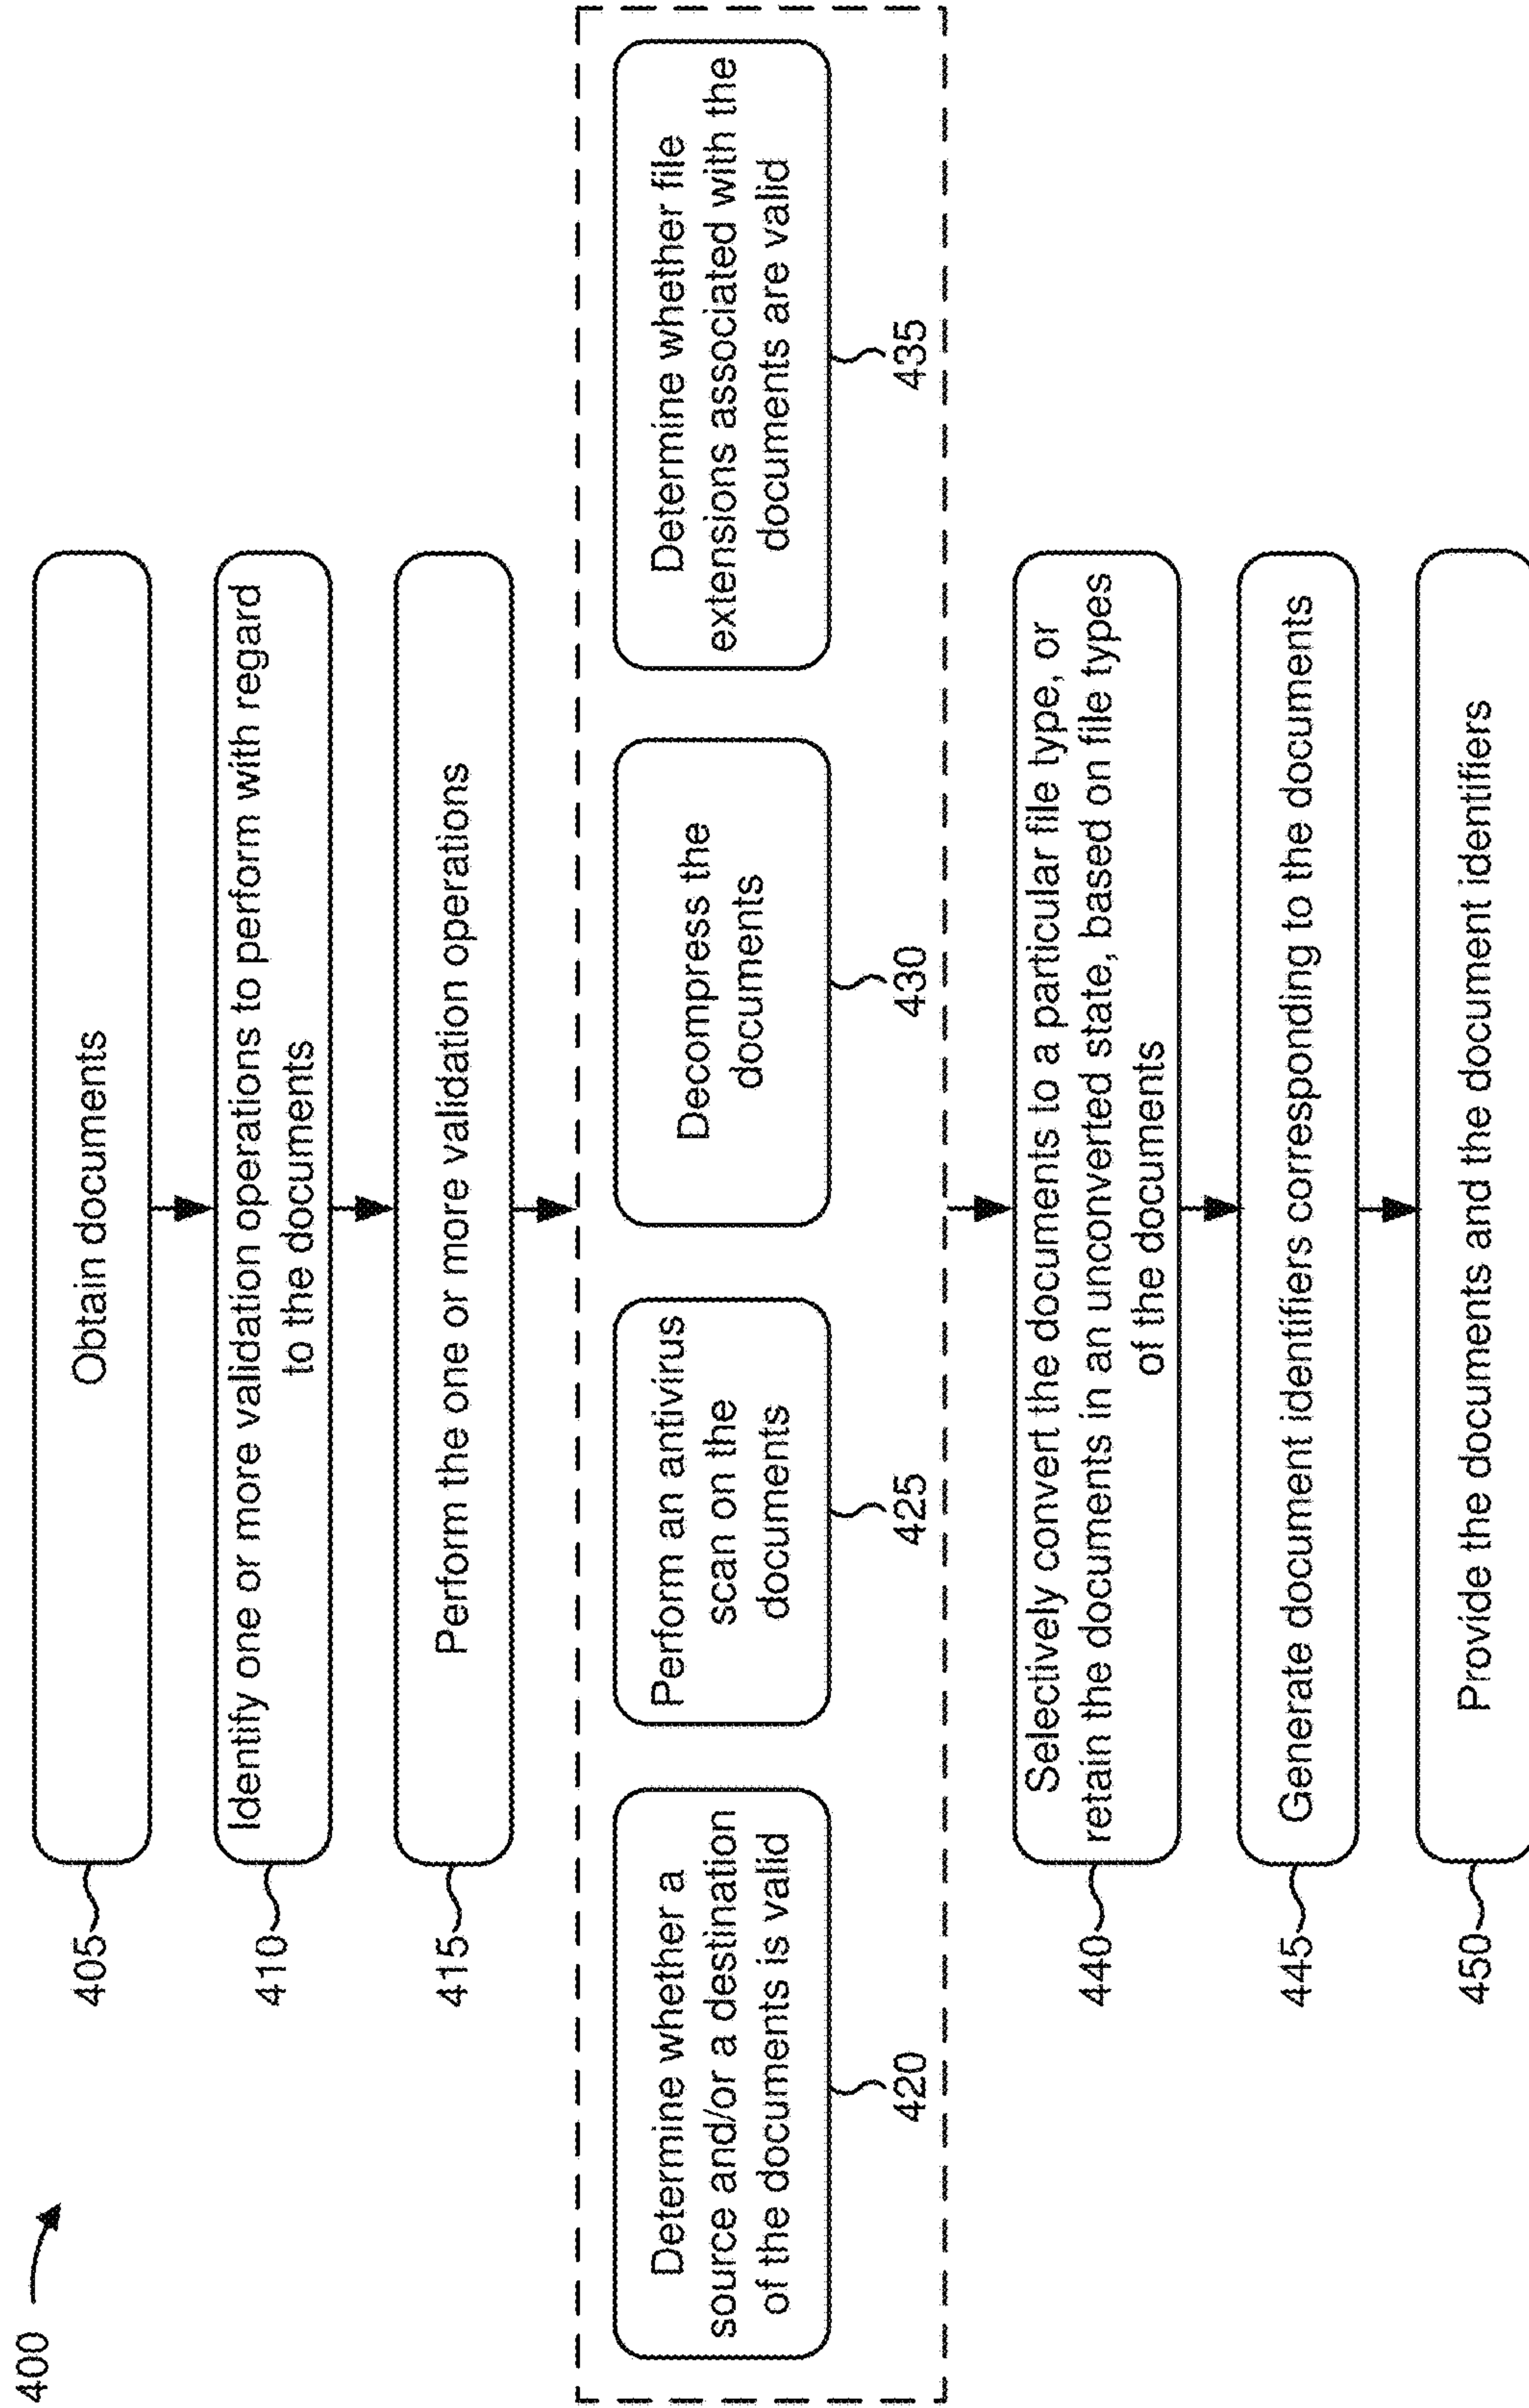 400
405
Obtain documents
410
Identify one or more validation operations to perform with regard
to the documents
415
Perform the one or more validation operations
Determine whether a
source and/or a destination
of the documents is valid
420
Perform an antivirus
scan on the
documents
425
Decompress the
documents
430
Determine whether file
extensions associated with the
documents are valid
435
440
Selectively convert the documents to a particular file type, or
retain the documents in an unconverted state, based on file types
of the documents
445
Generate document identifiers corresponding to the documents
450
Provide the documents and the document identifiers